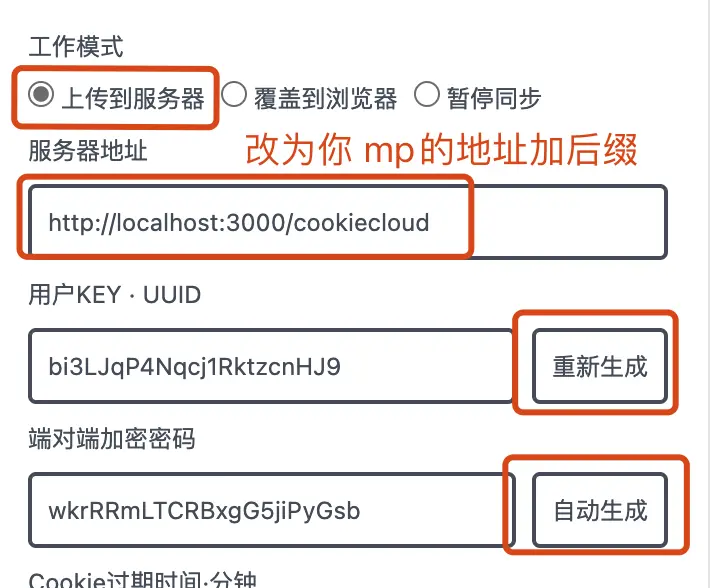 工作模式
上传到服务器 覆盖到浏览器 暂停同步
服务器地址 改为你 mp的地址加后缀
http://localhost:3000/cookiecloud
用户KEY · UUID
bi3LJqP4Nqcj1RktzcnHJ9 重新生成
端对端加密密码
wkrRRmLTCRBxgG5jiPyGsb 自动生成
Cookie过期时间·分钟